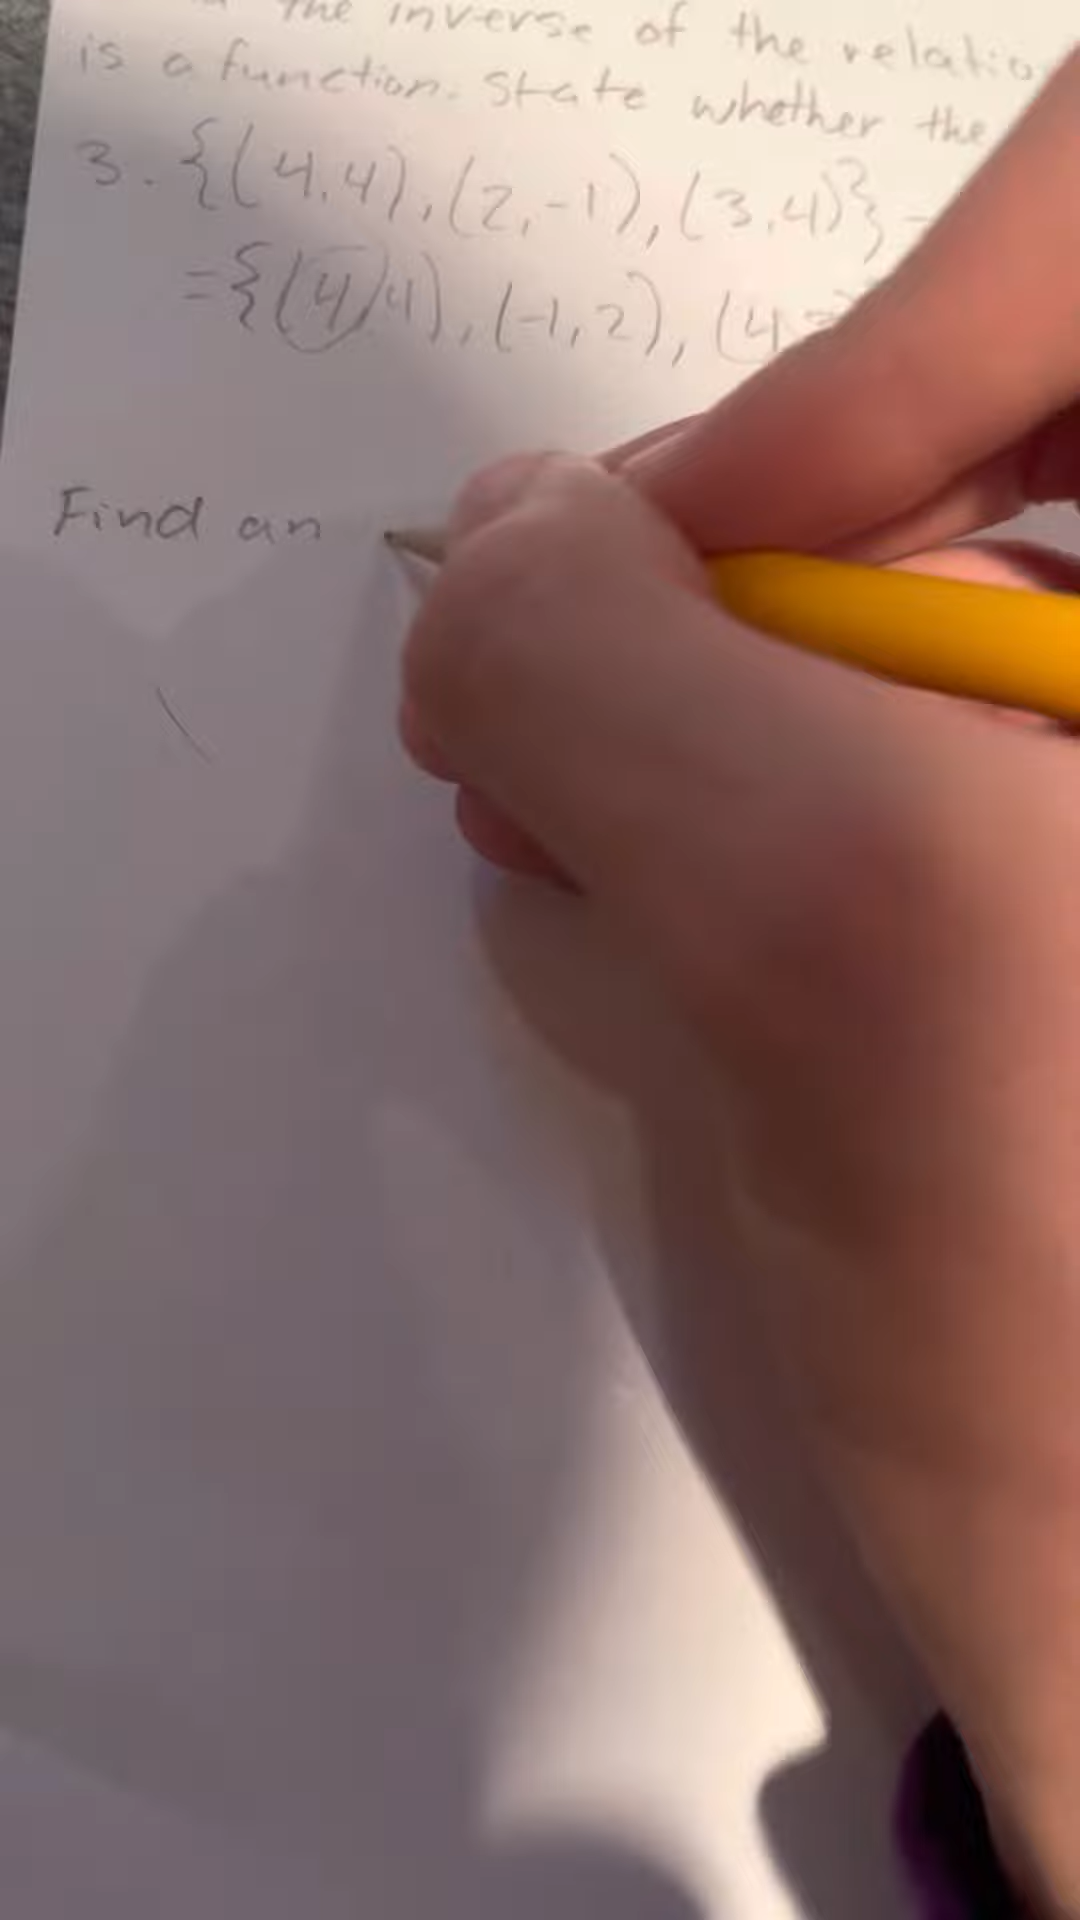 the inverse of the relatio
is a function. State whether the
3. {(4,4),(2,-1),(3,4)}
={(4,4),(-1,2),(4,
Find an